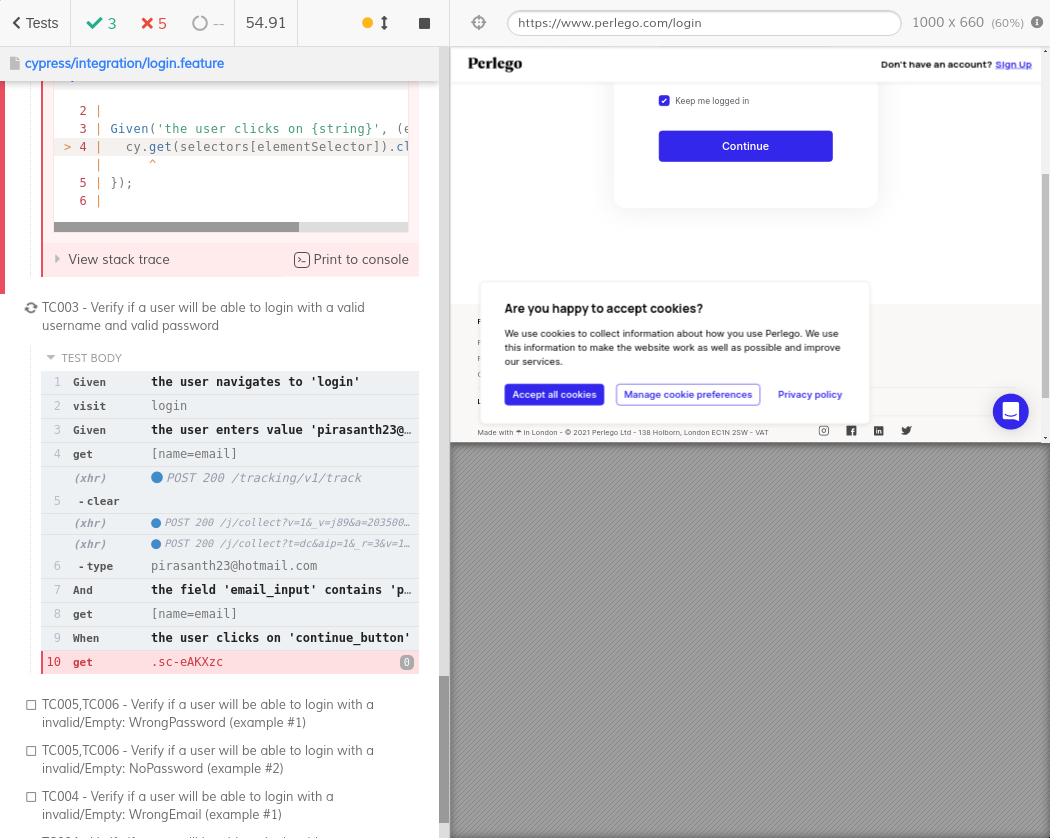 Tests
3
5
--
54.91
https://www.perlego.com/login
1000 x 660 (60%)
cypress/integration/login.feature
2 |
3 | Given('the user clicks on {string}', (e
> 4 | cy.get(selectors[elementSelector]).cl
| ^
5 | });
6 |
View stack trace
Print to console
TC003 - Verify if a user will be able to login with a valid
username and valid password
TEST BODY
1 Given the user navigates to 'login'
2 visit login
3 Given the user enters value 'pirasanth23@…
4 get [name=email]
(xhr) POST 200 /tracking/v1/track
5 -clear
(xhr) POST 200 /j/collect?v=1&_v=j89&a=203500…
(xhr) POST 200 /j/collect?t=dc&aip=1&_r=3&v=1…
6 -type pirasanth23@hotmail.com
7 And the field 'email_input' contains 'p…
8 get [name=email]
9 When the user clicks on 'continue_button'
10 get .sc-eAKXzc 0
TC005,TC006 - Verify if a user will be able to login with a
invalid/Empty: WrongPassword (example #1)
TC005,TC006 - Verify if a user will be able to login with a
invalid/Empty: NoPassword (example #2)
TC004 - Verify if a user will be able to login with a
invalid/Empty: WrongEmail (example #1)
Perlego
Don't have an account? Sign Up
Keep me logged in
Continue
Are you happy to accept cookies?
We use cookies to collect information about how you use Perlego. We use
this information to make the website work as well as possible and improve
our services.
Accept all cookies
Manage cookie preferences
Privacy policy
Made with ☂ in London - © 2021 Perlego Ltd - 138 Holborn, London EC1N 2SW - VAT